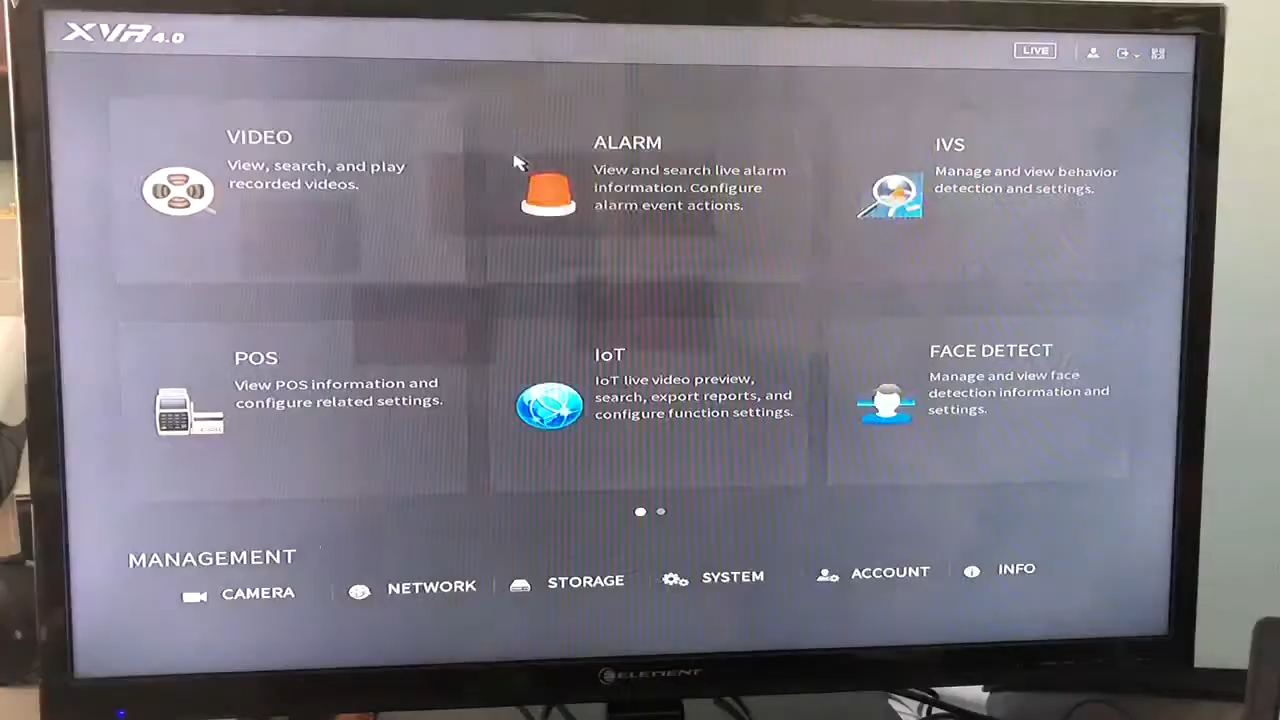 XVR 4.0
LIVE
VIDEO
View, search, and play
recorded videos.
ALARM
View and search live alarm
information. Configure
alarm event actions.
IVS
Manage and view behavior
detection and settings.
POS
View POS information and
configure related settings.
IoT
IoT live video preview,
search, export reports, and
configure function settings.
FACE DETECT
Manage and view face
detection information and
settings.
MANAGEMENT
CAMERA
NETWORK
STORAGE
SYSTEM
ACCOUNT
INFO
ELEMENT